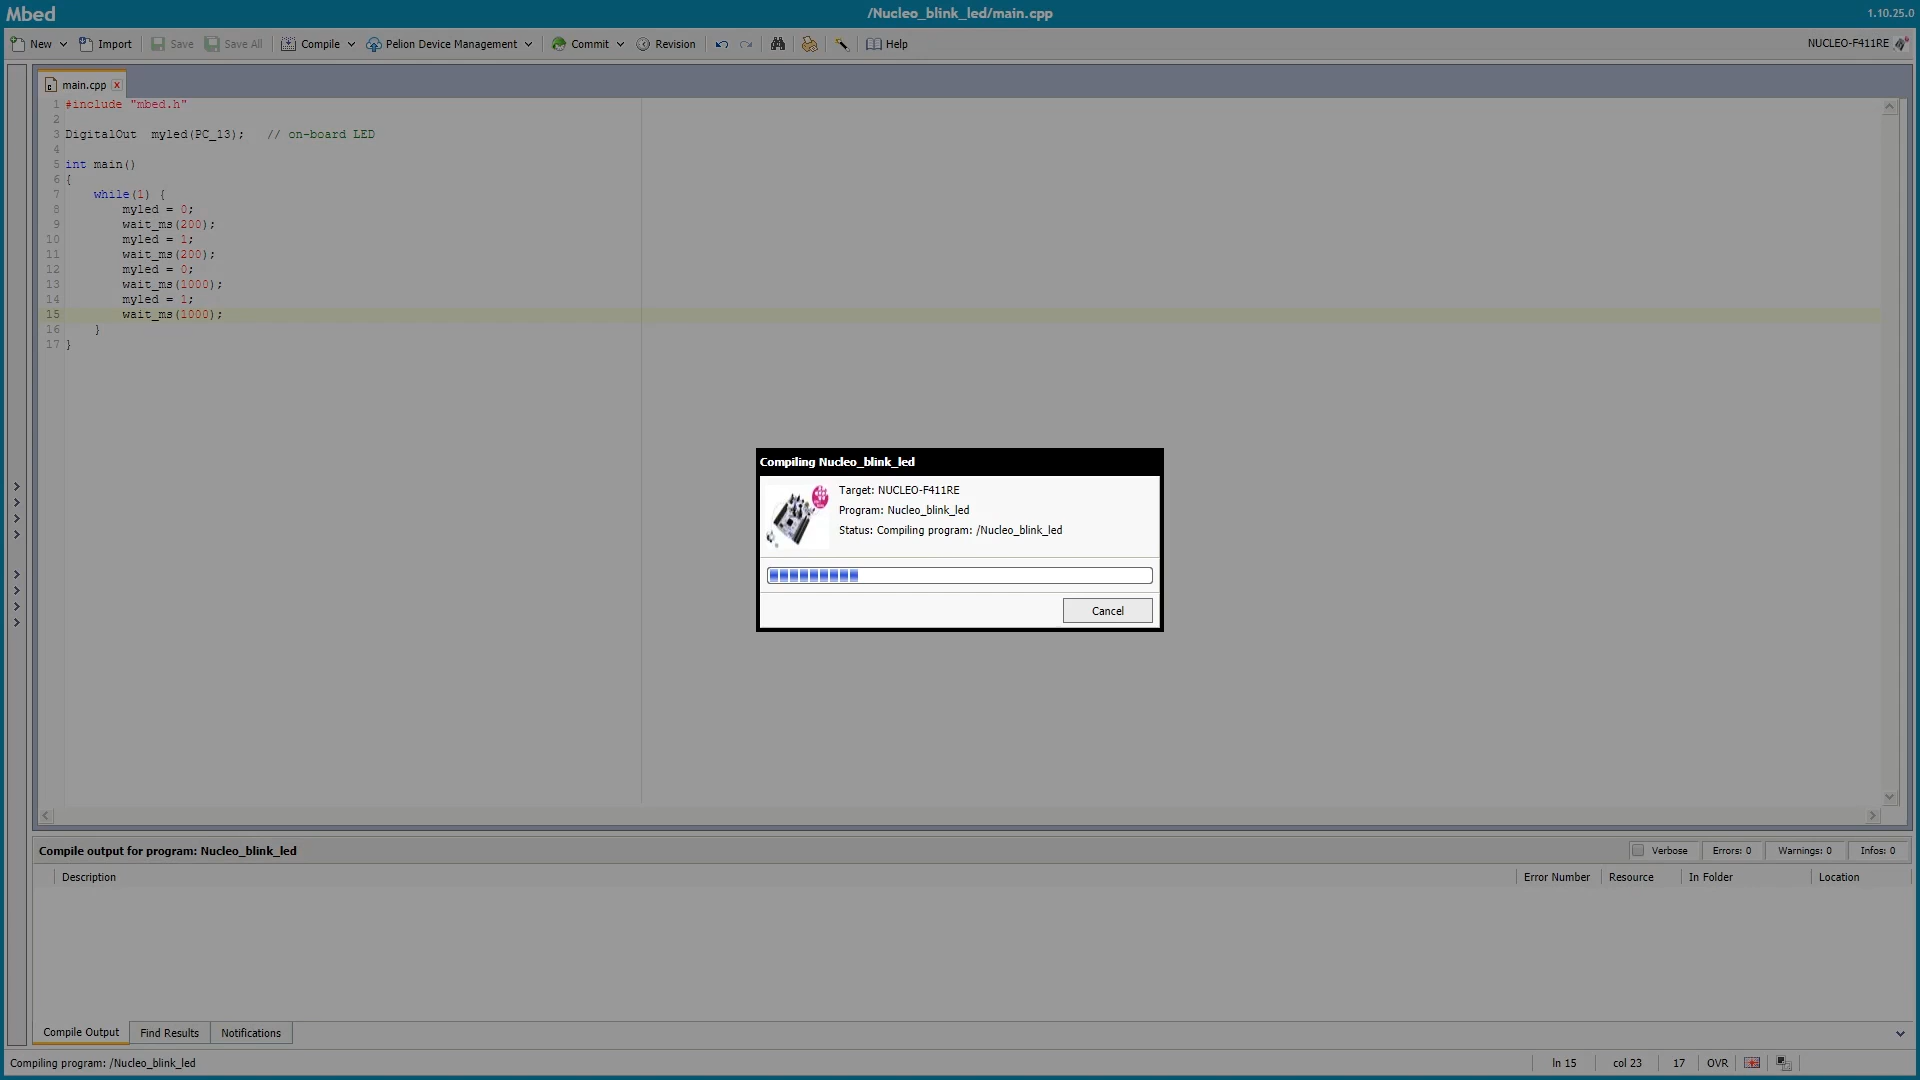 Mbed
/Nucleo_blink_led/main.cpp
1.10.25.0
New
Import
Save
Save All
Compile
Pelion Device Management
Commit
Revision
Help
NUCLEO-F411RE
main.cpp
1 #include "mbed.h"
2
3 DigitalOut  myled(PC_13);   // on-board LED
4
5 int main()
6 {
7     while(1) {
8         myled = 0;
9         wait_ms(200);
10         myled = 1;
11         wait_ms(200);
12         myled = 0;
13         wait_ms(1000);
14         myled = 1;
15         wait_ms(1000);
16     }
17 }
Compiling Nucleo_blink_led
Target: NUCLEO-F411RE
Program: Nucleo_blink_led
Status: Compiling program: /Nucleo_blink_led
Cancel
Compile output for program: Nucleo_blink_led
Verbose
Errors: 0
Warnings: 0
Infos: 0
Description
Error Number
Resource
In Folder
Location
Compile Output
Find Results
Notifications
Compiling program: /Nucleo_blink_led
ln 15
col 23
17
OVR